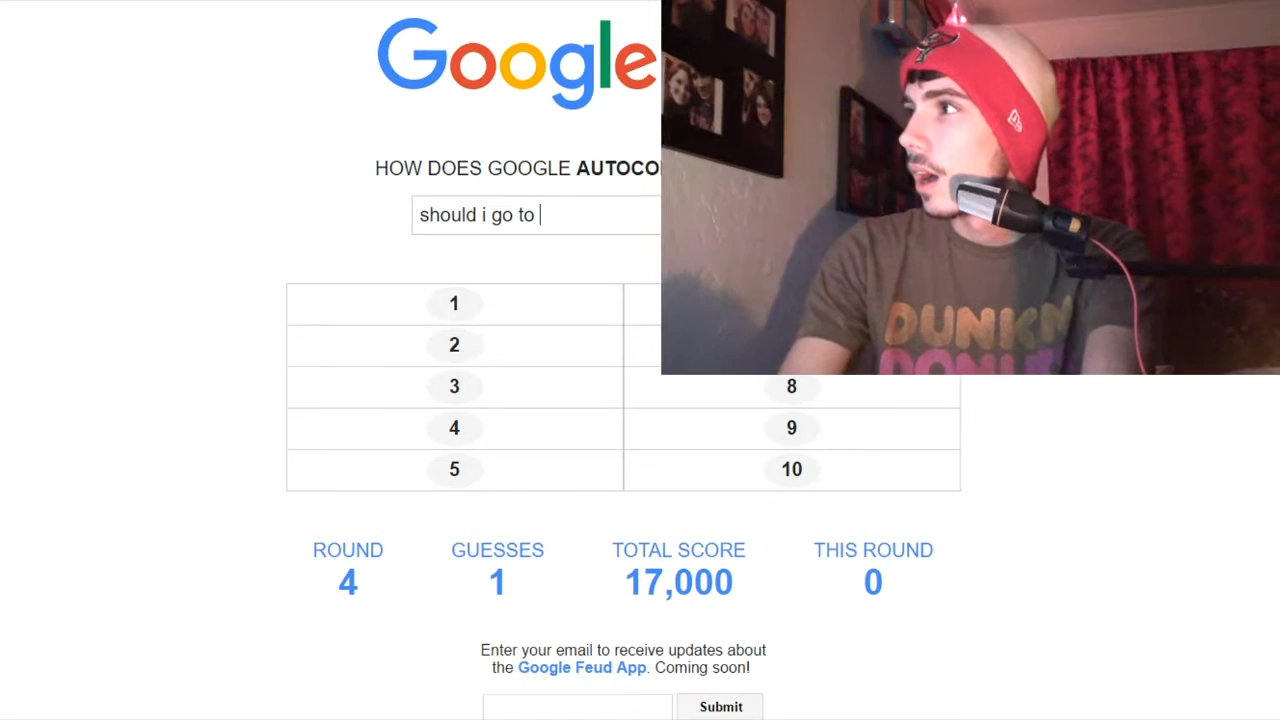 Google
HOW DOES GOOGLE
should i go to
1
2
3
8
4
9
5
10
DUNKIN
ROUND
GUESSES
TOTAL SCORE
THIS ROUND
4
1
17,000
0
Enter your email to receive updates about
the Google Feud App. Coming soon!
Submit